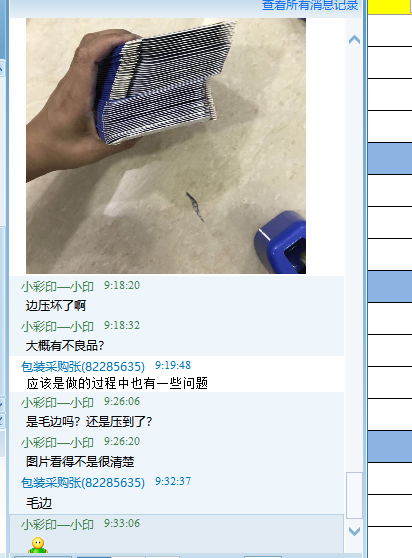 查看所有消息记录
小彩印—小印 9:18:20
边压坏了啊
小彩印—小印 9:18:32
大概有不良品?
包装采购张(82285635) 9:19:48
应该是做的过程中也有一些问题
小彩印—小印 9:26:06
是毛边吗？还是压到了?
小彩印—小印 9:26:20
图片看得不是很清楚
包装采购张(82285635) 9:32:37
毛边
小彩印—小印 9:33:06